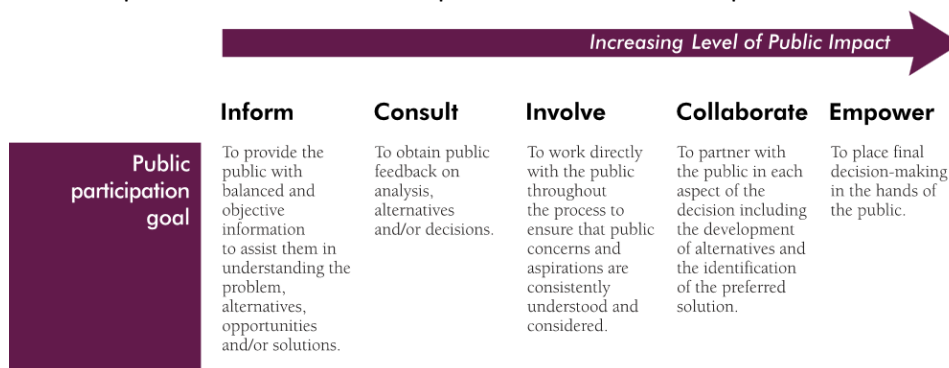 Increasing Level of Public Impact
Inform
Consult
Involve
Collaborate
Empower
Public
participation
goal
To provide the
public with
balanced and
objective
information
to assist them in
understanding the
problem,
alternatives,
opportunities
and/or solutions.
To obtain public
feedback on
analysis,
alternatives
and/or decisions.
To work directly
with the public
throughout
the process to
ensure that public
concerns and
aspirations are
consistently
understood and
considered.
To partner with
the public in each
aspect of the
decision including
the development
of alternatives and
the identification
of the preferred
solution.
To place final
decision-making
in the hands of
the public.